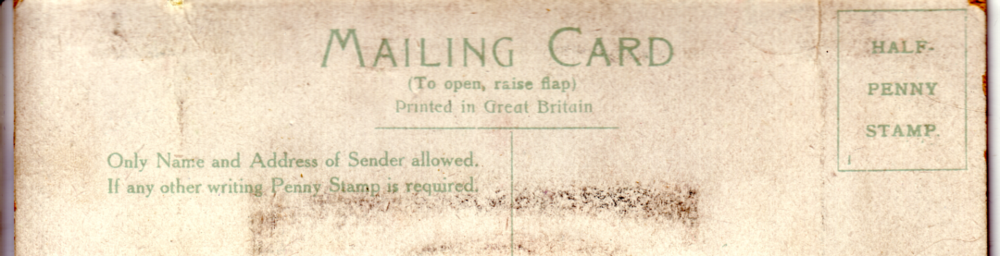 MAILING CARD
(To open, raise flap)
Printed in Great Britain
HALF-
PENNY
STAMP.
Only Name and Address of Sender allowed.
If any other writing Penny Stamp is required.